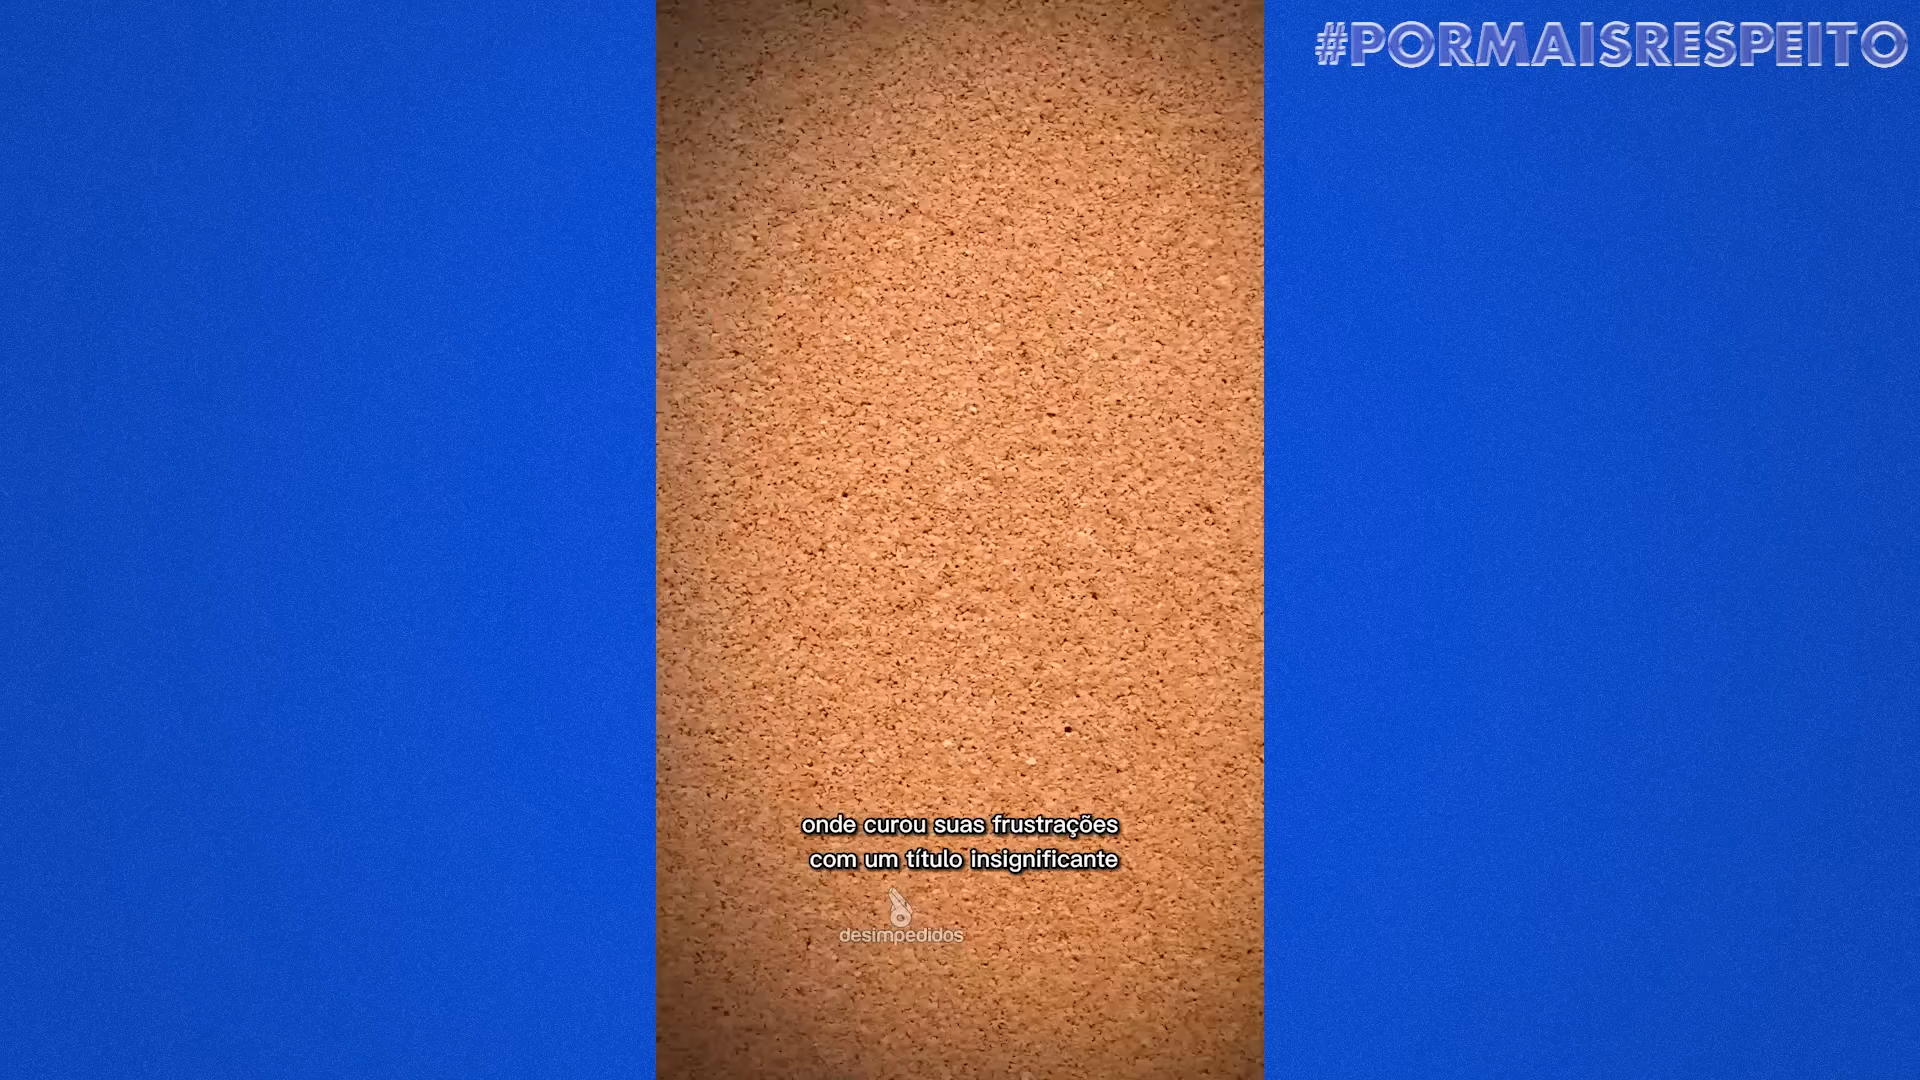 #PORMAISRESPEITO
onde curou suas frustrações
com um título insignificante
desimpedidos